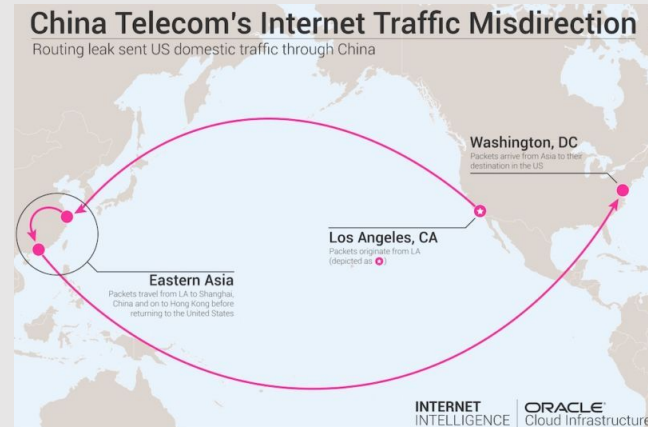 China Telecom's Internet Traffic Misdirection
Routing leak sent US domestic traffic through China
Washington, DC
Packets arrive from Asia to their
destination in the US
Los Angeles, CA
Packets originate from LA
(depicted as ✪)
Eastern Asia
Packets travel from LA to Shanghai,
China and on to Hong Kong before
returning to the United States
INTERNET
INTELLIGENCE
ORACLE®
Cloud Infrastructure